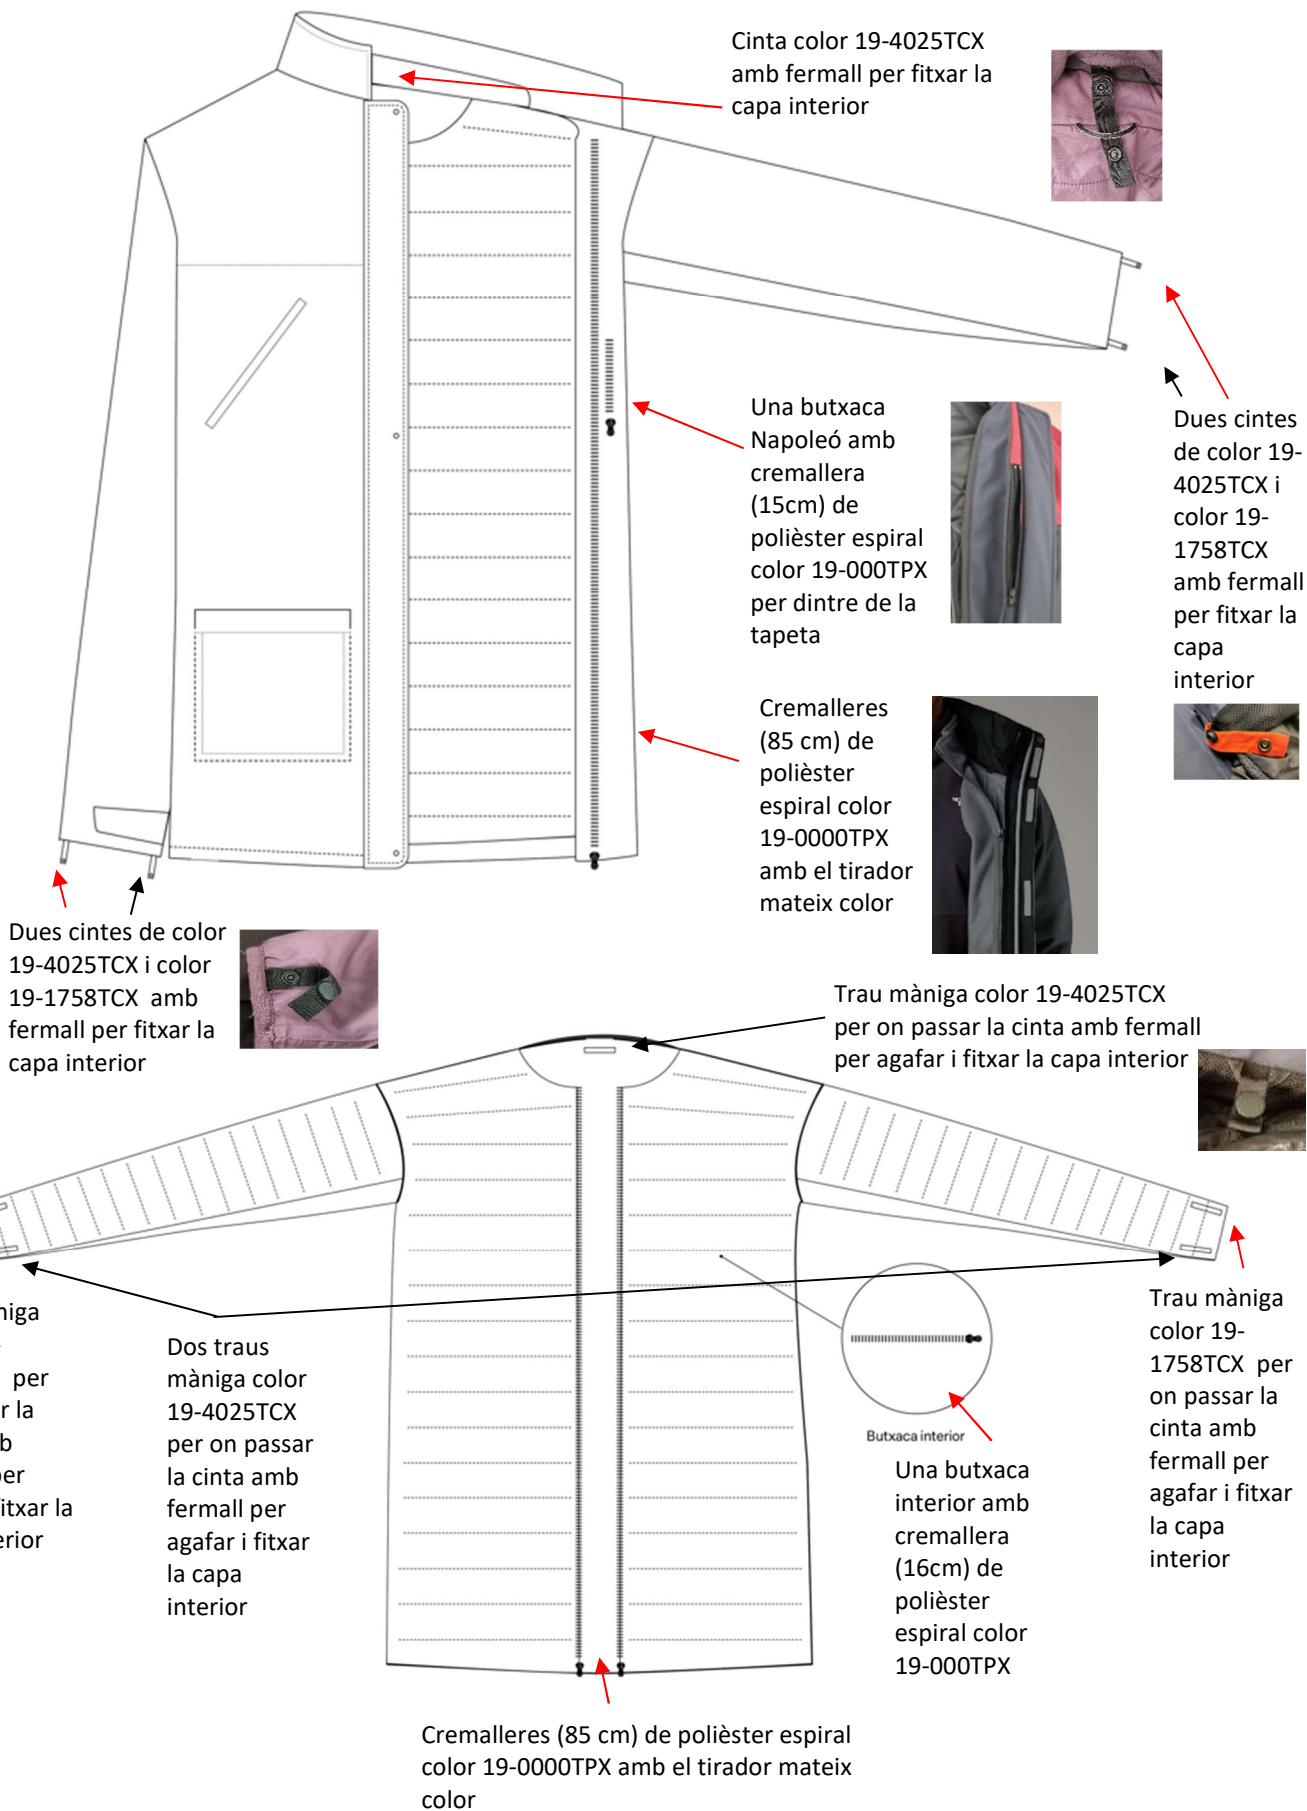 Cinta color 19-4025TCX
amb fermall per fitxar la
capa interior
Una butxaca
Napoleó amb
cremallera
(15cm) de
polièster espiral
color 19-000TPX
per dintre de la
tapeta
Dues cintes
de color 19-
4025TCX i
color 19-
1758TCX
amb fermall
per fitxar la
capa
interior
Cremalleres
(85 cm) de
polièster
espiral color
19-0000TPX
amb el tirador
mateix color
Dues cintes de color
19-4025TCX i color
19-1758TCX amb
fermall per fitxar la
capa interior
Trau màniga color 19-4025TCX
per on passar la cinta amb fermall
per agafar i fitxar la capa interior
per
la
fitxar la
Dos traus
màniga color
19-4025TCX
per on passar
la cinta amb
fermall per
agafar i fitxar
la capa
interior
Butxaca interior
Una butxaca
interior amb
cremallera
(16cm) de
polièster
espiral color
19-000TPX
Trau màniga
color 19-
1758TCX per
on passar la
cinta amb
fermall per
agafar i fitxar
la capa
interior
Cremalleres (85 cm) de polièster espiral
color 19-0000TPX amb el tirador mateix
color